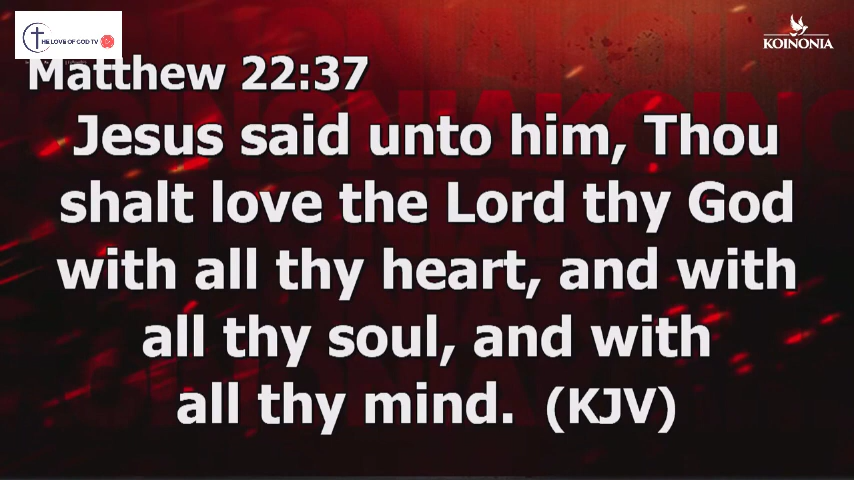 THE LOVE OF GOD TV
KOINONIA
Matthew 22:37
Jesus said unto him, Thou
shalt love the Lord thy God
with all thy heart, and with
all thy soul, and with
all thy mind. (KJV)